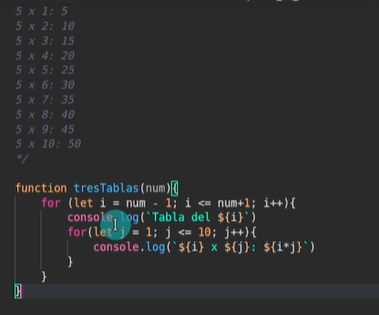 5 x 1: 5
5 x 2: 10
5 x 3: 15
5 x 4: 20
5 x 5: 25
5 x 6: 30
5 x 7: 35
5 x 8: 40
5 x 9: 45
5 x 10: 50
*/
function tresTablas(num){
for (let i = num - 1; i <= num+1; i++){
console.log(`Tabla del ${i}`)
for(let j = 1; j <= 10; j++){
console.log(`${i} x ${j}: ${i*j}`)
}
}
}